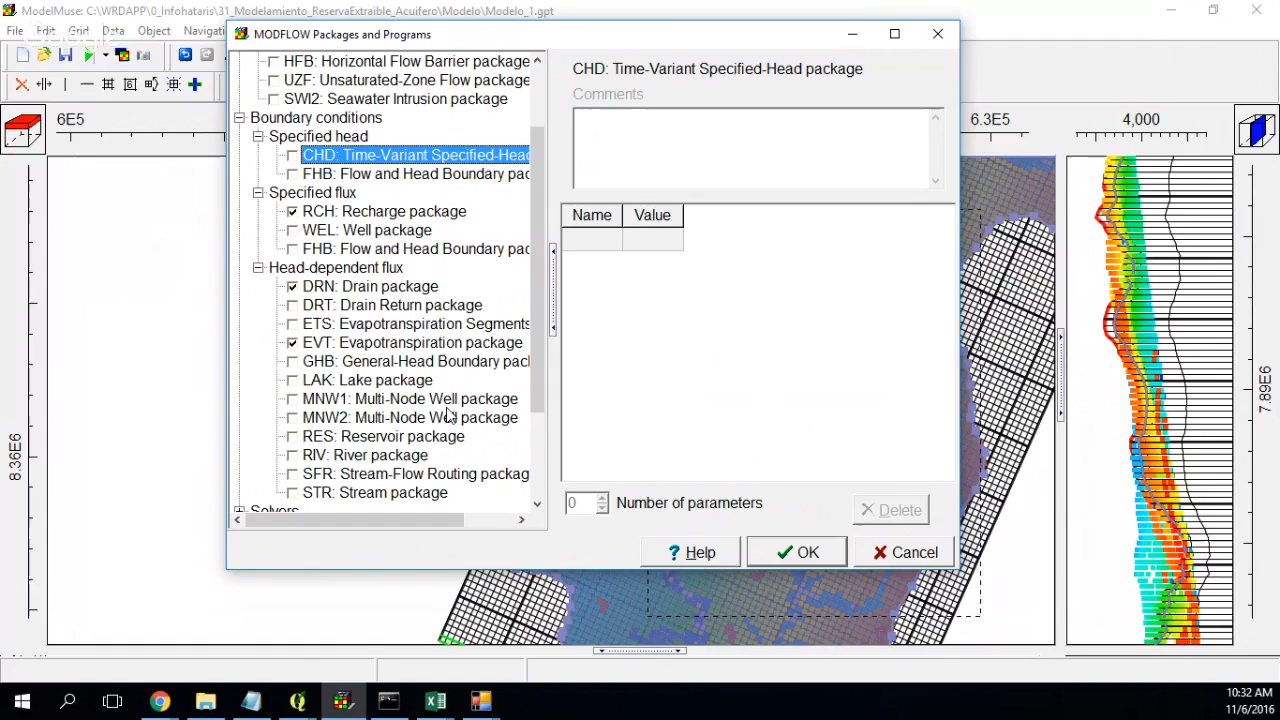 ModelMuse: C:\WRDAPP\0_Infohataris\31_Modelamiento_ReservaExtraible_Acuifero\Modelo\Modelo_1.gpt
File Edit Grid Data Object Navigati
MODFLOW Packages and Programs
HFB: Horizontal Flow Barrier package
UZF: Unsaturated-Zone Flow package
SWI2: Seawater Intrusion package
Boundary conditions
Specified head
CHD: Time-Variant Specified-Head
FHB: Flow and Head Boundary pac
Specified flux
RCH: Recharge package
WEL: Well package
FHB: Flow and Head Boundary pac
Head-dependent flux
DRN: Drain package
DRT: Drain Return package
ETS: Evapotranspiration Segments
EVT: Evapotranspiration package
GHB: General-Head Boundary pac
LAK: Lake package
MNW1: Multi-Node Well package
MNW2: Multi-Node Well package
RES: Reservoir package
RIV: River package
SFR: Stream-Flow Routing packag
STR: Stream package
Solvers
CHD: Time-Variant Specified-Head package
Comments
Name Value
0 Number of parameters
Delete
Help OK Cancel
6E5
6.3E5
4,000
8.36E6
7.89E6
10:32 AM
11/6/2016